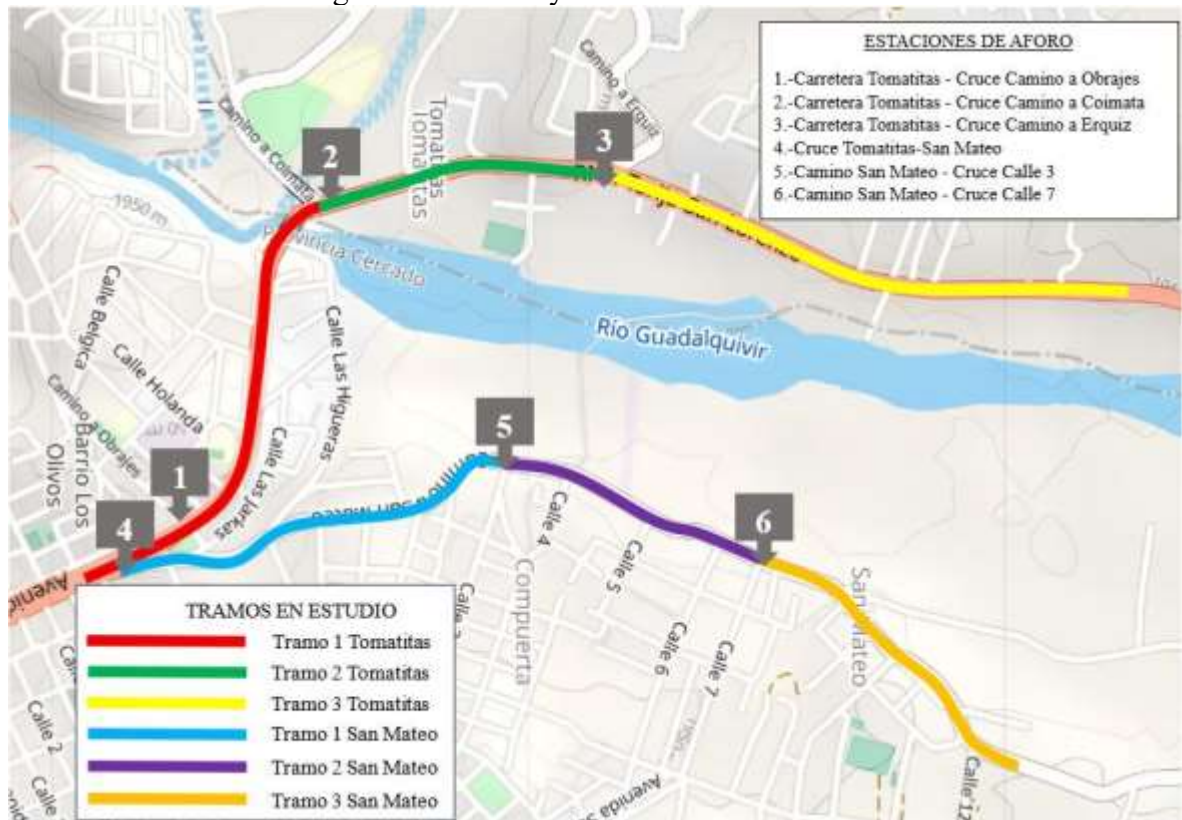 ESTACIONES DE AFORO
1.-Carretera Tomatitas - Cruce Camino a Obrajes
2.-Carretera Tomatitas - Cruce Camino a Coimata
3.-Carretera Tomatitas - Cruce Camino a Erquiz
4.-Cruce Tomatitas-San Mateo
5.-Camino San Mateo - Cruce Calle 3
6.-Camino San Mateo - Cruce Calle 7
Camino a Erquiz
Camino a Coimata
Tomatitas
Tomatitas
2
3
1950 m
Provincia Cercado
Río Guadalquivir
Calle Belgica
Calle Holanda
Camino a Obrajes
Barrio Los
Olivos
Calle Las Higueras
Calle Las Jarkas
1
4
5
6
Calle 4
Calle 5
Calle 6
Calle 7
Compuerta
San Mateo
Calle 12
Calle 2
TRAMOS EN ESTUDIO
Tramo 1 Tomatitas
Tramo 2 Tomatitas
Tramo 3 Tomatitas
Tramo 1 San Mateo
Tramo 2 San Mateo
Tramo 3 San Mateo